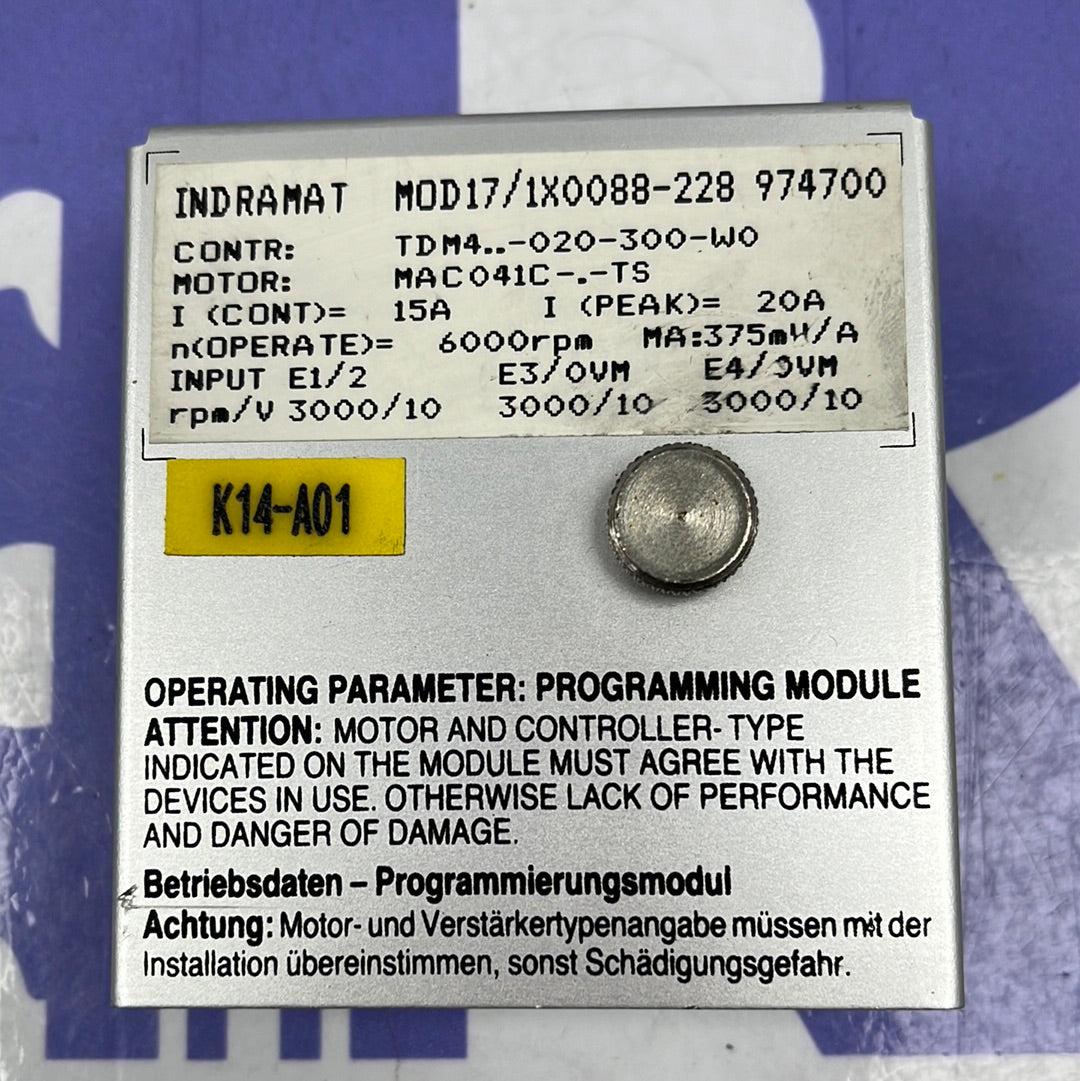 INDRAMAT MOD17/1X0088-228 974700
CONTR: TDM4..-020-300-W0
MOTOR: MAC041C-.-TS
I (CONT)= 15A I (PEAK)= 20A
n(OPERATE)= 6000rpm MA:375mV/A
INPUT E1/2 E3/OVM E4/OVM
rpm/V 3000/10 3000/10 3000/10
K14-A01
OPERATING PARAMETER: PROGRAMMING MODULE
ATTENTION: MOTOR AND CONTROLLER- TYPE
INDICATED ON THE MODULE MUST AGREE WITH THE
DEVICES IN USE. OTHERWISE LACK OF PERFORMANCE
AND DANGER OF DAMAGE.
Betriebsdaten – Programmierungsmodul
Achtung: Motor- und Verstärkertypenangabe müssen mit der
Installation übereinstimmen, sonst Schädigungsgefahr.